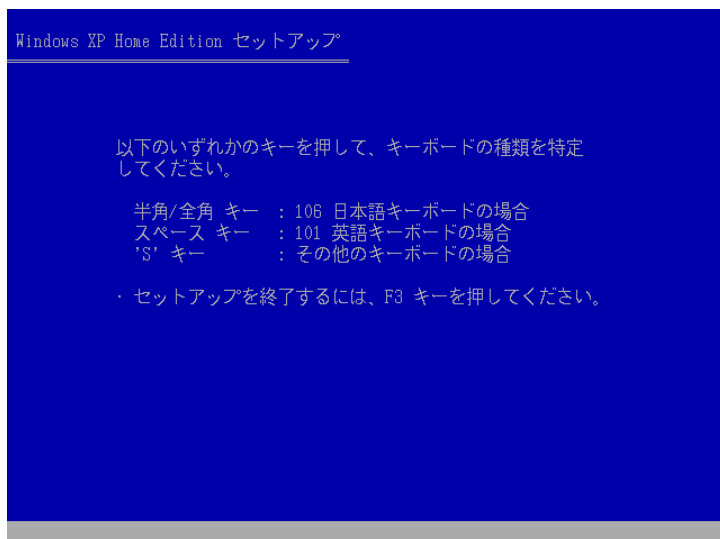 Windows XP Home Edition セットアップ
以下のいずれかのキーを押して、キーボードの種類を特定
してください。
半角/全角 キー : 106 日本語キーボードの場合
スペース キー : 101 英語キーボードの場合
'S' キー : その他のキーボードの場合
・ セットアップを終了するには、F3 キーを押してください。